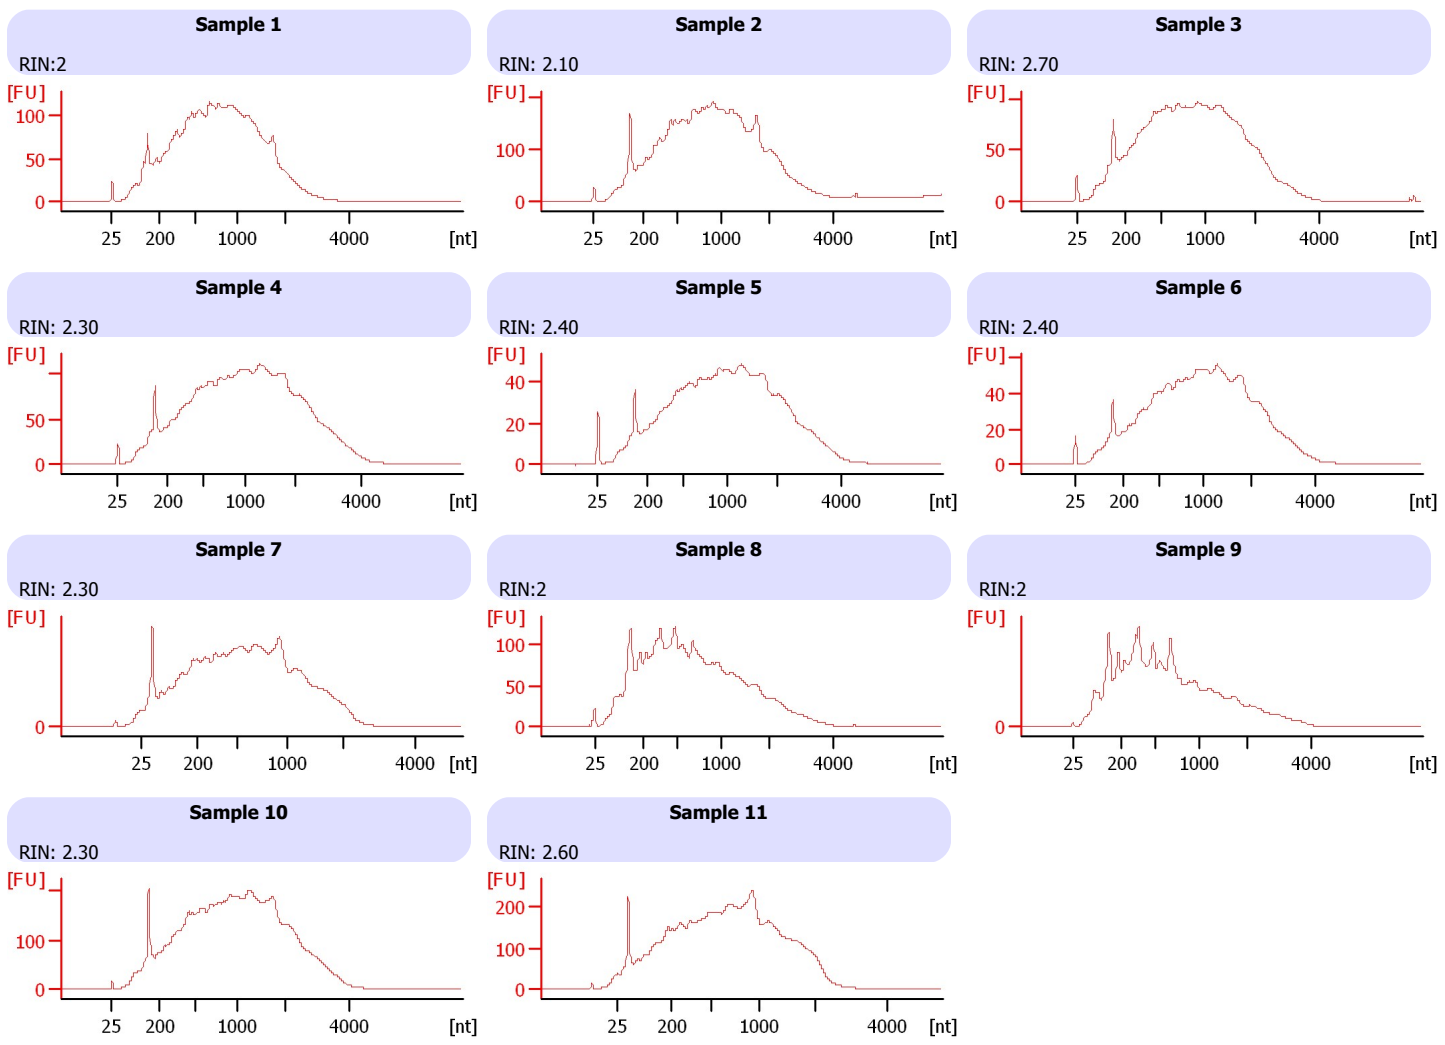 Sample 1
RIN:2
[FU]
100
50
0
25 200 1000 4000 [nt]
Sample 2
RIN: 2.10
[FU]
100
0
25 200 1000 4000 [nt]
Sample 3
RIN: 2.70
[FU]
50
0
25 200 1000 4000 [nt]
Sample 4
RIN: 2.30
[FU]
50
0
25 200 1000 4000 [nt]
Sample 5
RIN: 2.40
[FU]
40
20
0
25 200 1000 4000 [nt]
Sample 6
RIN: 2.40
[FU]
40
20
0
25 200 1000 4000 [nt]
Sample 7
RIN: 2.30
[FU]
0
25 200 1000 4000 [nt]
Sample 8
RIN:2
[FU]
100
50
0
25 200 1000 4000 [nt]
Sample 9
RIN:2
[FU]
0
25 200 1000 4000 [nt]
Sample 10
RIN: 2.30
[FU]
100
0
25 200 1000 4000 [nt]
Sample 11
RIN: 2.60
[FU]
200
100
0
25 200 1000 4000 [nt]